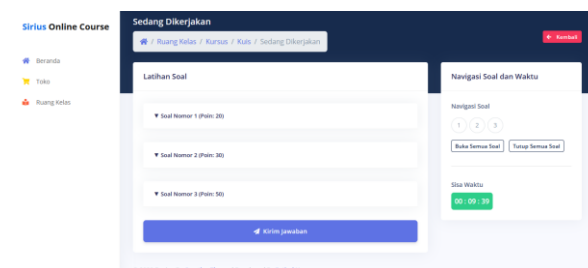 Sirius Online Course
Beranda
Toko
Ruang Kelas
Sedang Dikerjakan
/ Ruang Kelas / Kursus / Kuis / Sedang Dikerjakan
Kembali
Latihan Soal
▼ Soal Nomor 1 (Poin: 20)
▼ Soal Nomor 2 (Poin: 30)
▼ Soal Nomor 3 (Poin: 50)
Kirim Jawaban
Navigasi Soal dan Waktu
Navigasi Soal
1 2 3
Buka Semua Soal Tutup Semua Soal
Sisa Waktu
00 : 09 : 39